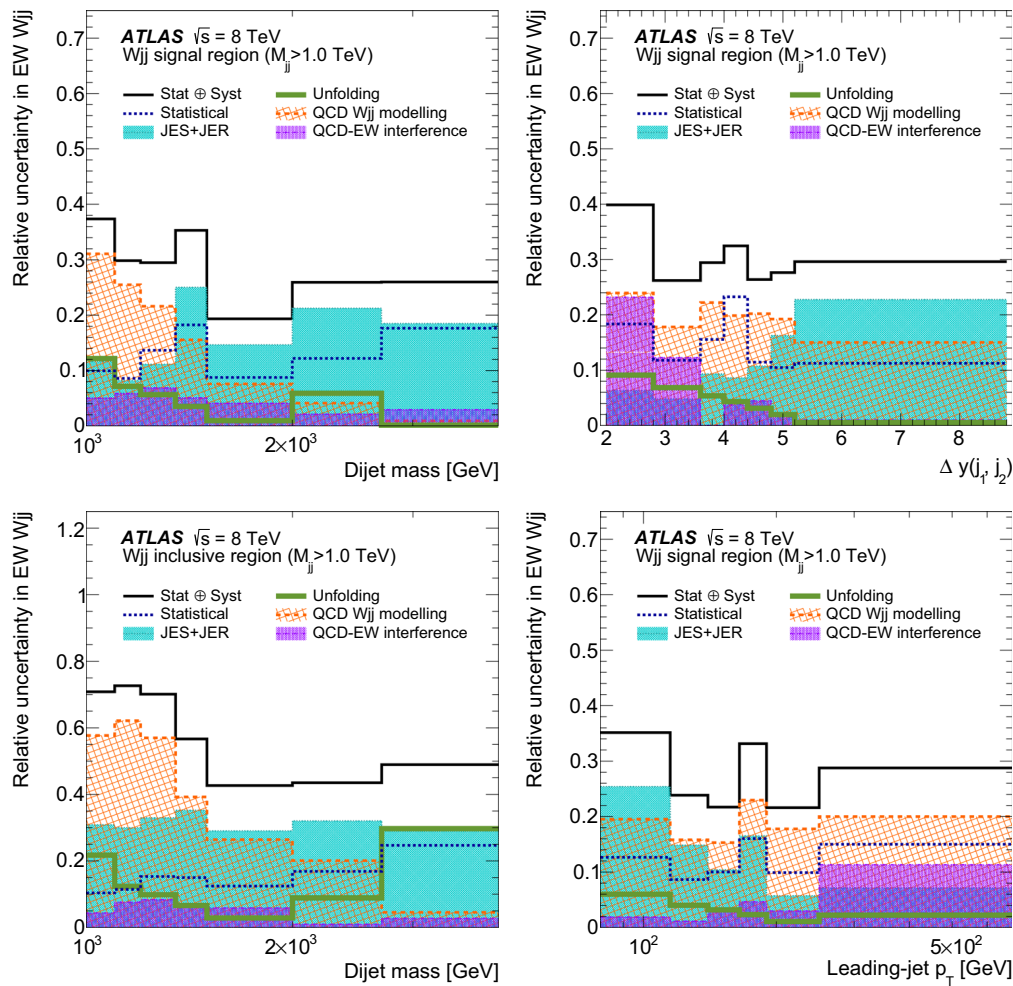 Relative uncertainty in EW Wjj
0.7
0.6
0.5
0.4
0.3
0.2
0.1
0
ATLAS √s = 8 TeV
Wjj signal region (M_jj>1.0 TeV)
Stat ⊕ Syst
Statistical
JES+JER
Unfolding
QCD Wjj modelling
QCD-EW interference
10³ 2×10³
Dijet mass [GeV]
Relative uncertainty in EW Wjj
0.7
0.6
0.5
0.4
0.3
0.2
0.1
0
ATLAS √s = 8 TeV
Wjj signal region (M_jj>1.0 TeV)
Stat ⊕ Syst
Statistical
JES+JER
Unfolding
QCD Wjj modelling
QCD-EW interference
2 3 4 5 6 7 8
Δ y(j_1, j_2)
Relative uncertainty in EW Wjj
1.2
1
0.8
0.6
0.4
0.2
0
ATLAS √s = 8 TeV
Wjj inclusive region (M_jj>1.0 TeV)
Stat ⊕ Syst
Statistical
JES+JER
Unfolding
QCD Wjj modelling
QCD-EW interference
10³ 2×10³
Dijet mass [GeV]
Relative uncertainty in EW Wjj
0.7
0.6
0.5
0.4
0.3
0.2
0.1
0
ATLAS √s = 8 TeV
Wjj signal region (M_jj>1.0 TeV)
Stat ⊕ Syst
Statistical
JES+JER
Unfolding
QCD Wjj modelling
QCD-EW interference
10² 5×10²
Leading-jet p_T [GeV]